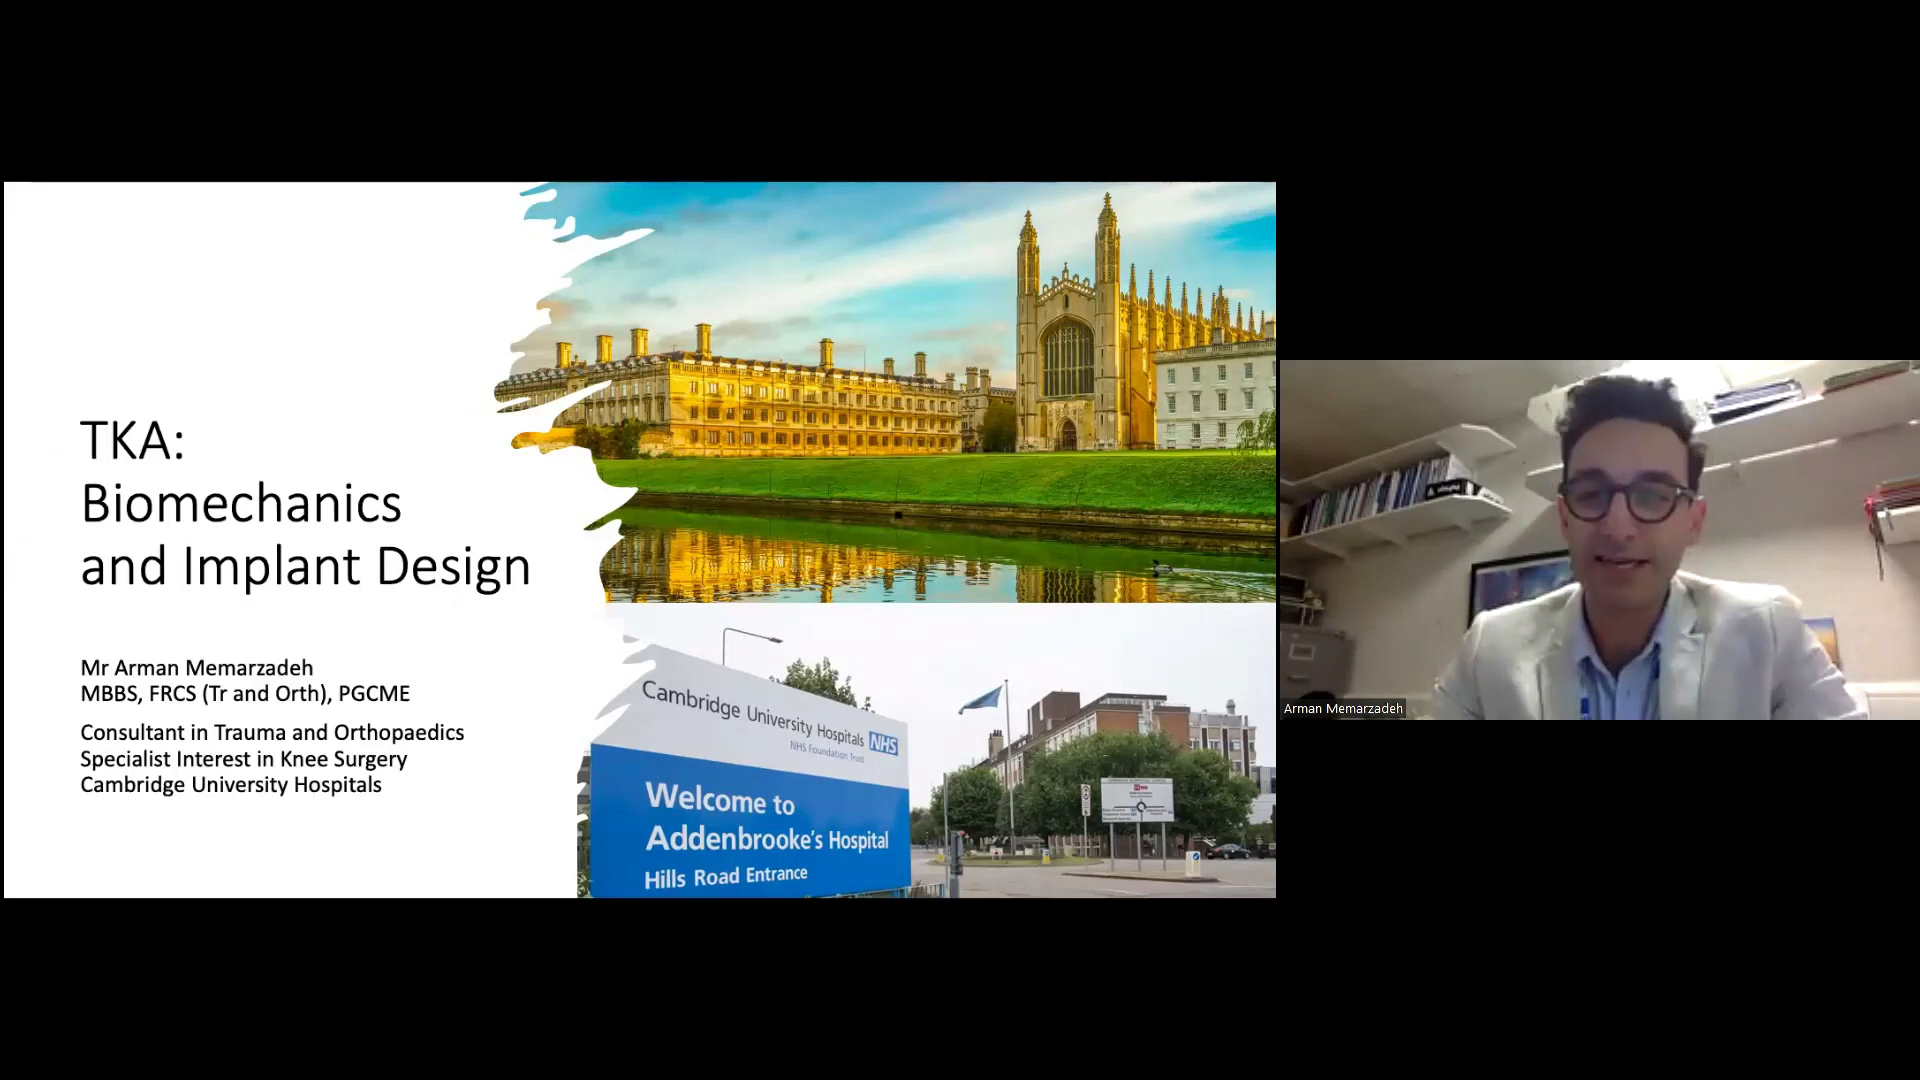 TKA:
Biomechanics
and Implant Design
Mr Arman Memarzadeh
MBBS, FRCS (Tr and Orth), PGCME
Consultant in Trauma and Orthopaedics
Specialist Interest in Knee Surgery
Cambridge University Hospitals
Cambridge University Hospitals NHS
NHS Foundation Trust
Welcome to
Addenbrooke's Hospital
Hills Road Entrance
Arman Memarzadeh